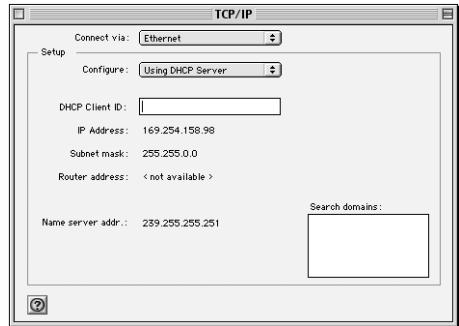 TCP/IP
Connect via: Ethernet
Setup
Configure: Using DHCP Server
DHCP Client ID:
IP Address: 169.254.158.98
Subnet mask: 255.255.0.0
Router address: < not available >
Search domains:
Name server addr.: 239.255.255.251
?